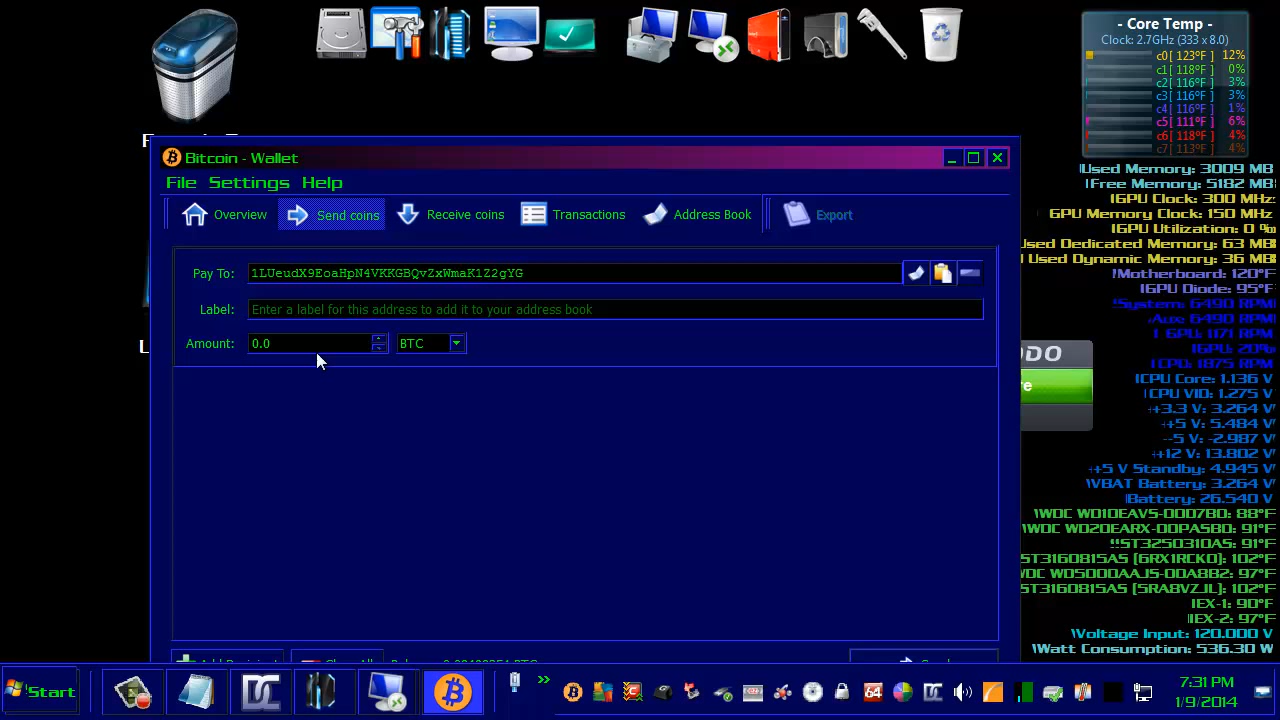 - Core Temp -
Clock: 2.7GHz (333 x 8.0)
c0[ 123°F ] 12%
c1[ 118°F ] 0%
c2[ 116°F ] 3%
c3[ 116°F ] 3%
c4[ 116°F ] 1%
c5[ 111°F ] 6%
c6[ 118°F ] 4%
c7[ 113°F ] 4%
Bitcoin - Wallet
File Settings Help
Overview Send coins Receive coins Transactions Address Book Export
Pay To: 1LUeudX9EoaHpN4VKKGBQvZxWmaK1Z2gYG
Label: Enter a label for this address to add it to your address book
Amount: 0.0 BTC
Used Memory: 3009 MB
Free Memory: 5182 MB
GPU Clock: 300 MHz
GPU Memory Clock: 150 MHz
GPU Utilization: 0 %
Used Dedicated Memory: 63 MB
Used Dynamic Memory: 36 MB
Motherboard: 120°F
GPU Diode: 95°F
System: 6490 RPM
Aux: 6490 RPM
GPU: 1171 RPM
GPU: 20%
CPU: 1875 RPM
CPU Core: 1.136 V
CPU VID: 1.275 V
+3.3 V: 3.264 V
+5 V: 5.484 V
-5 V: -2.987 V
+12 V: 13.802 V
+5 V Standby: 4.945 V
VBAT Battery: 3.264 V
Battery: 26.540 V
WDC WD10EAVS-00D7B0: 88°F
WDC WD20EARX-00PASB0: 91°F
ST3250310AS: 91°F
ST3160815AS [6RX1RCK0]: 102°F
WDC WD5000AAJS-00A8B2: 97°F
ST3160815AS [5RA8VZJL]: 102°F
EX-1: 90°F
EX-2: 97°F
Voltage Input: 120.000 V
Watt Consumption: 536.30 W
ODO
re
Start
64
DC
DC
7:31 PM
1/9/2014